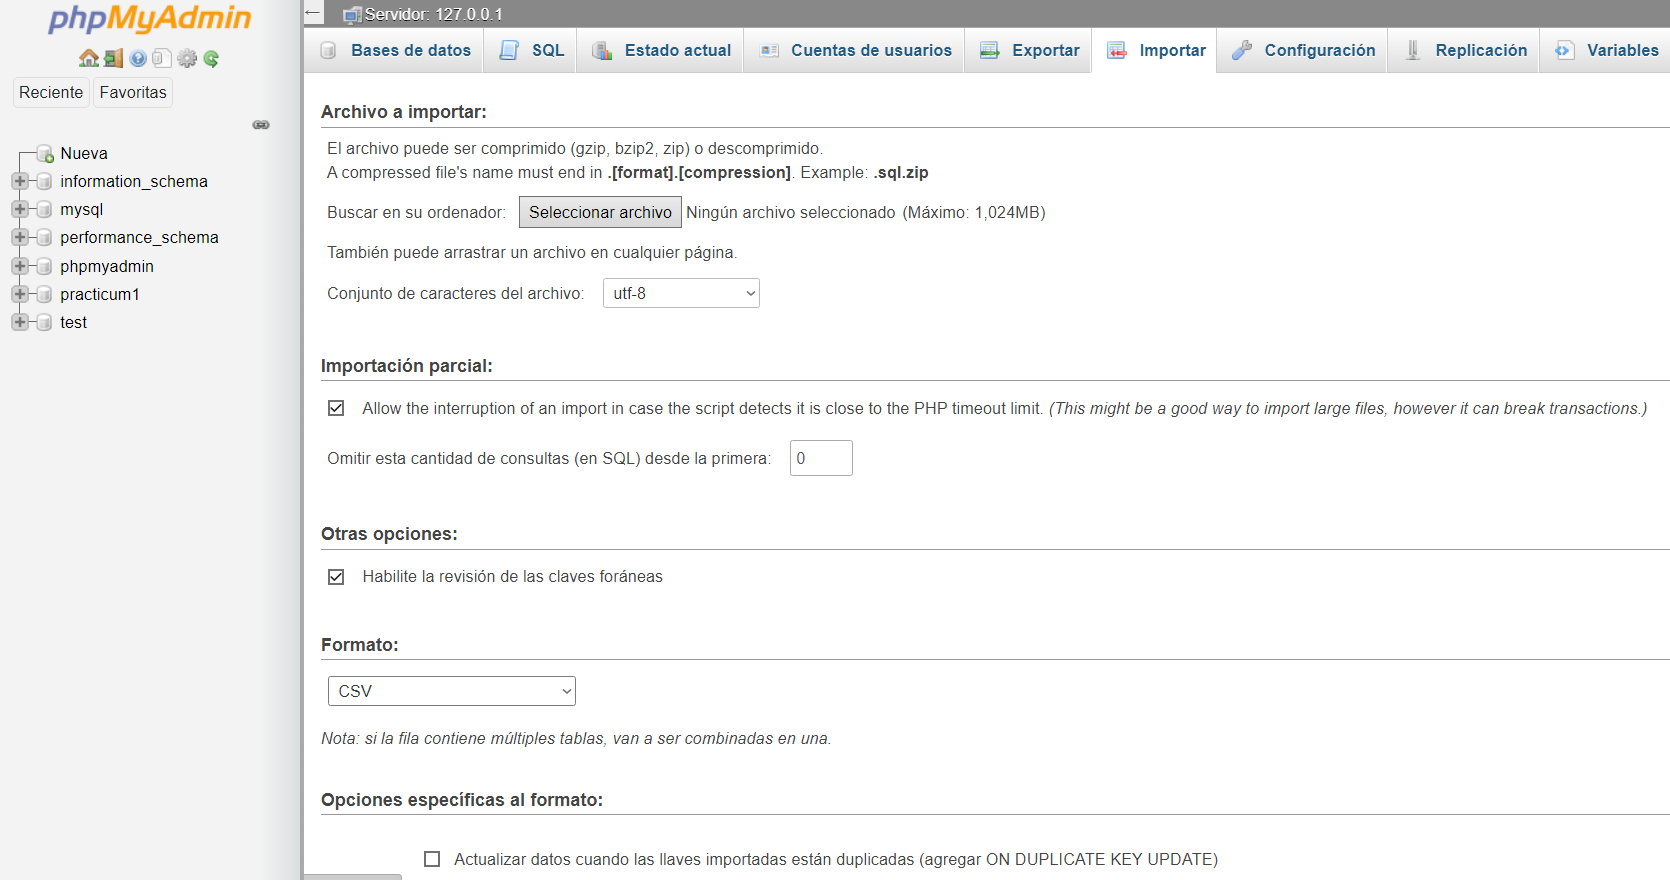 phpMyAdmin
Reciente Favoritas
Nueva
information_schema
mysql
performance_schema
phpmyadmin
practicum1
test
Servidor: 127.0.0.1
Bases de datos SQL Estado actual Cuentas de usuarios Exportar Importar Configuración Replicación Variables
Archivo a importar:
El archivo puede ser comprimido (gzip, bzip2, zip) o descomprimido.
A compressed file's name must end in .[format].[compression]. Example: .sql.zip
Buscar en su ordenador: Seleccionar archivo Ningún archivo seleccionado (Máximo: 1,024MB)
También puede arrastrar un archivo en cualquier página.
Conjunto de caracteres del archivo: utf-8
Importación parcial:
Allow the interruption of an import in case the script detects it is close to the PHP timeout limit. (This might be a good way to import large files, however it can break transactions.)
Omitir esta cantidad de consultas (en SQL) desde la primera: 0
Otras opciones:
Habilite la revisión de las claves foráneas
Formato:
CSV
Nota: si la fila contiene múltiples tablas, van a ser combinadas en una.
Opciones específicas al formato:
Actualizar datos cuando las llaves importadas están duplicadas (agregar ON DUPLICATE KEY UPDATE)